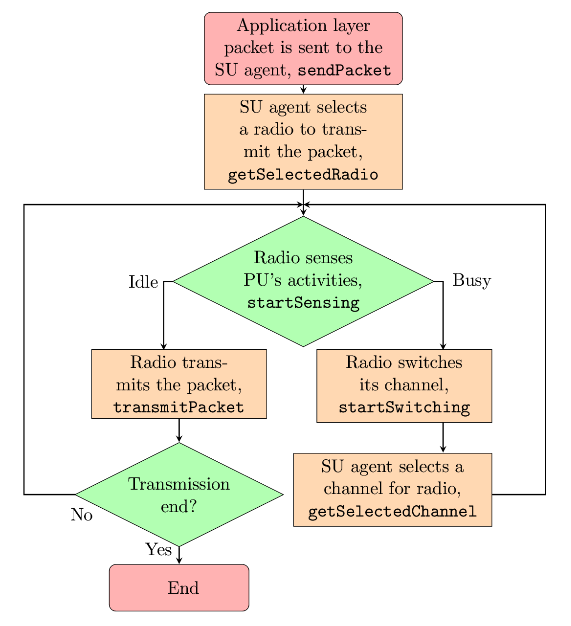 Application layer
packet is sent to the
SU agent, sendPacket
SU agent selects
a radio to trans-
mit the packet,
getSelectedRadio
Radio senses
PU's activities,
startSensing
Idle
Busy
Radio trans-
mits the packet,
transmitPacket
Radio switches
its channel,
startSwitching
Transmission
end?
SU agent selects a
channel for radio,
getSelectedChannel
No
Yes
End